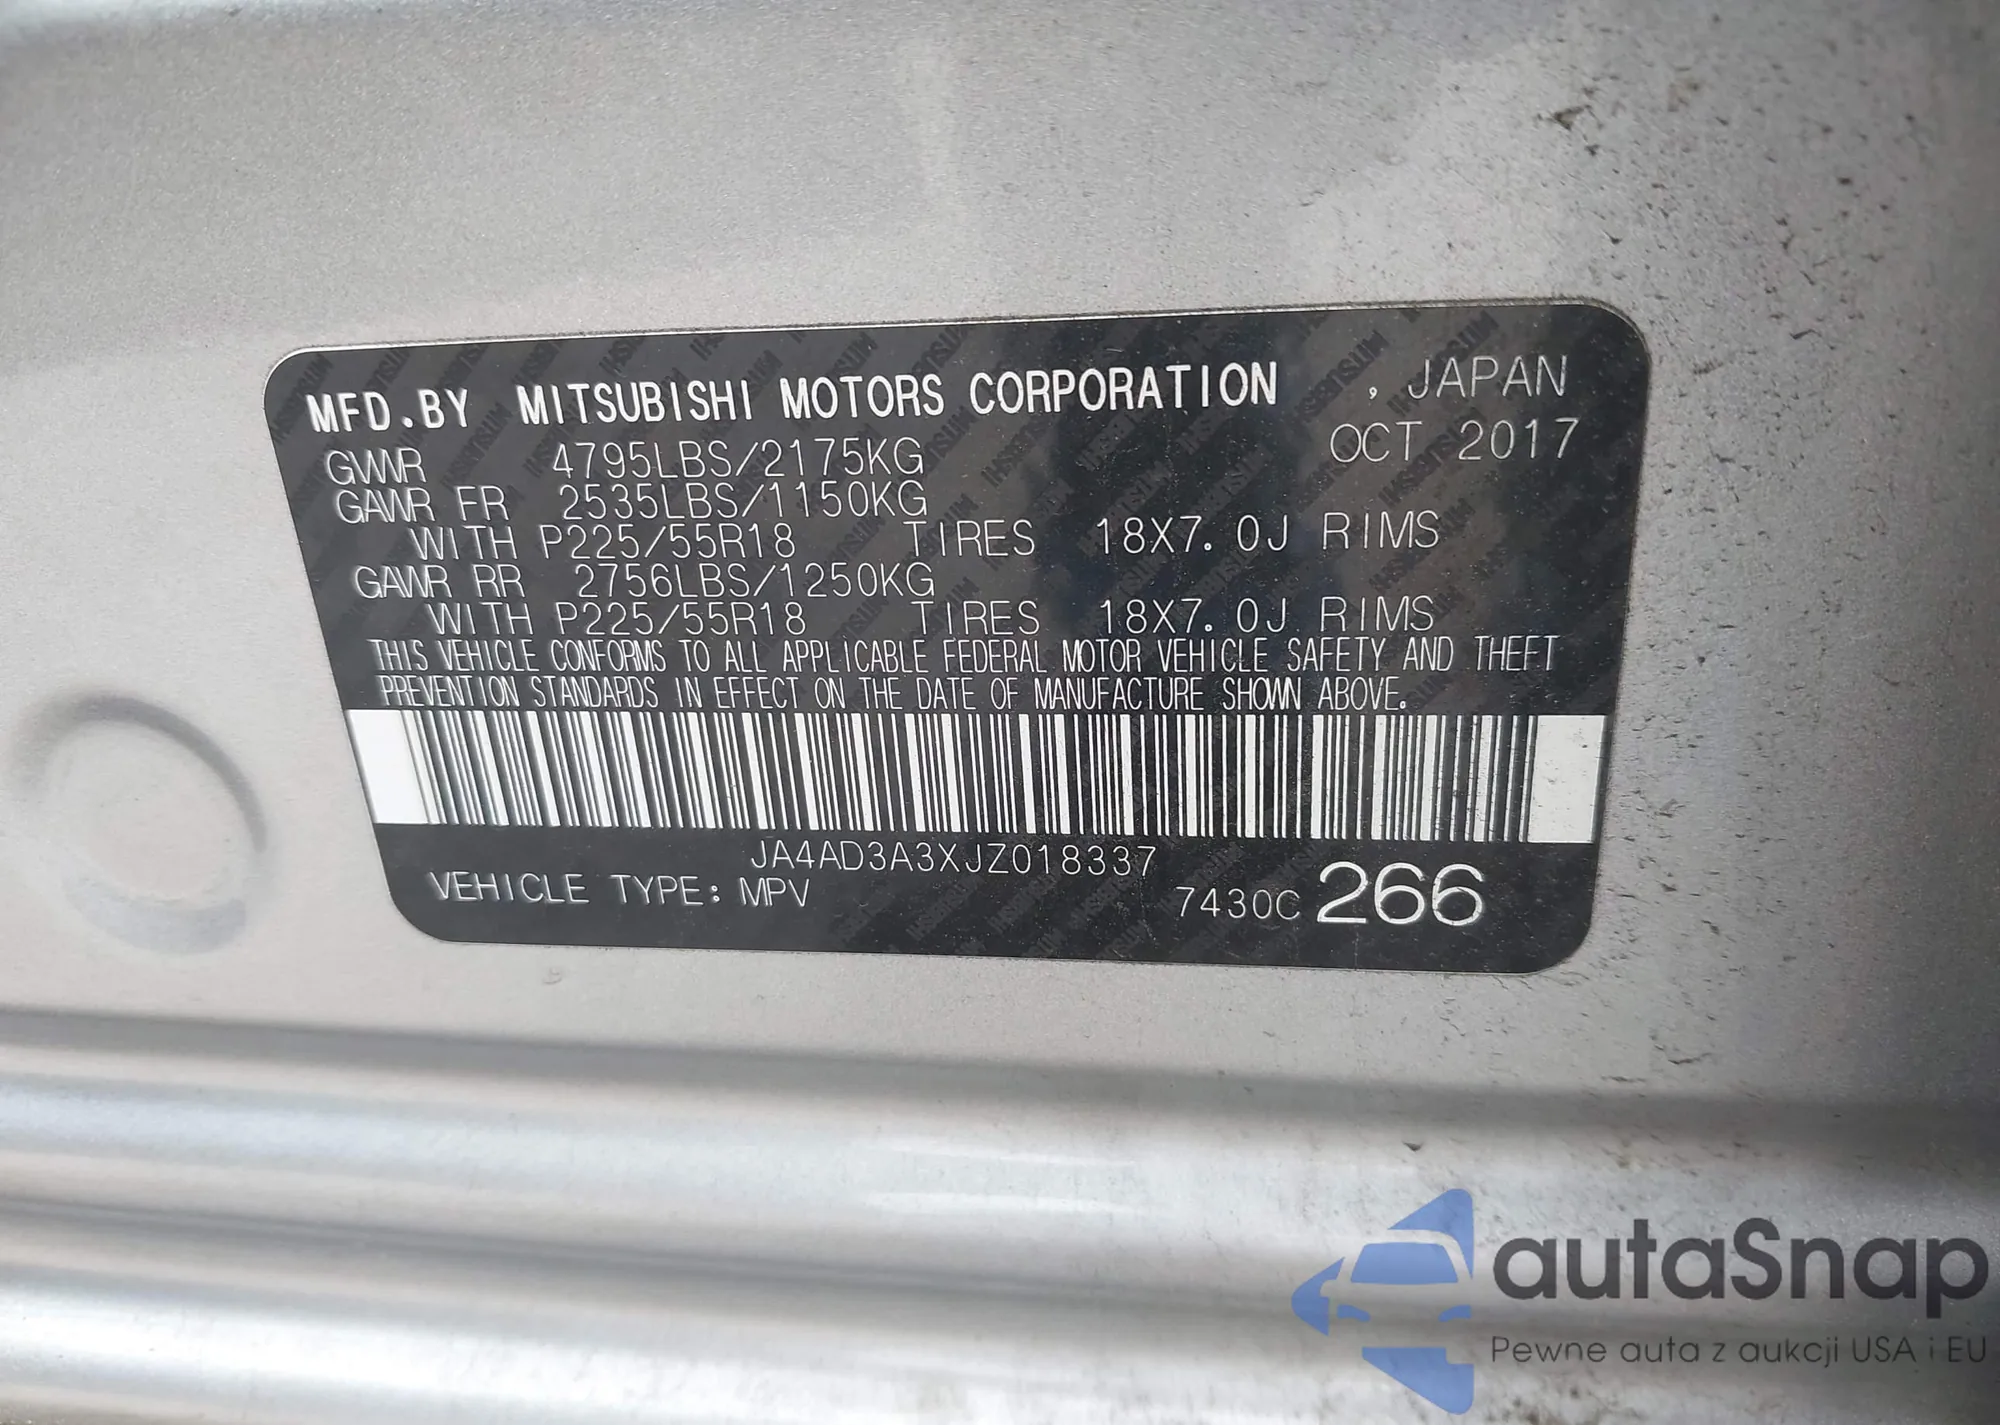 MFD.BY MITSUBISHI MOTORS CORPORATION , JAPAN
OCT 2017
GVWR 4795LBS/2175KG
GAWR FR 2535LBS/1150KG
WITH P225/55R18 TIRES 18X7.0J RIMS
GAWR RR 2756LBS/1250KG
WITH P225/55R18 TIRES 18X7.0J RIMS
THIS VEHICLE CONFORMS TO ALL APPLICABLE FEDERAL MOTOR VEHICLE SAFETY AND THEFT
PREVENTION STANDARDS IN EFFECT ON THE DATE OF MANUFACTURE SHOWN ABOVE.
JA4AD3A3XJZ018337
VEHICLE TYPE: MPV
7430C 266
autaSnap
Pewne auta z aukcji USA i EU